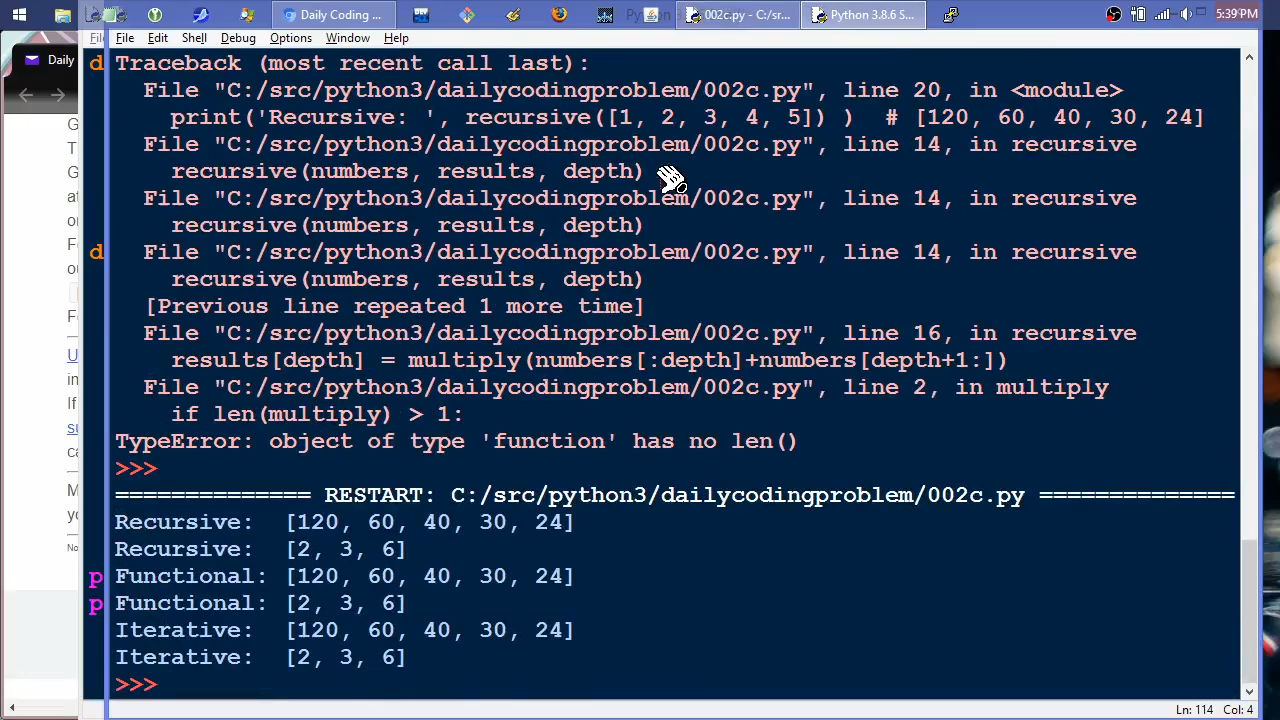 Daily Coding ...
002c.py - C:/sr...
Python 3.8.6 S...
5:39 PM
File Edit Shell Debug Options Window Help
Daily
Traceback (most recent call last):
File "C:/src/python3/dailycodingproblem/002c.py", line 20, in <module>
print('Recursive: ', recursive([1, 2, 3, 4, 5]) ) # [120, 60, 40, 30, 24]
File "C:/src/python3/dailycodingproblem/002c.py", line 14, in recursive
recursive(numbers, results, depth)
File "C:/src/python3/dailycodingproblem/002c.py", line 14, in recursive
recursive(numbers, results, depth)
File "C:/src/python3/dailycodingproblem/002c.py", line 14, in recursive
recursive(numbers, results, depth)
[Previous line repeated 1 more time]
File "C:/src/python3/dailycodingproblem/002c.py", line 16, in recursive
results[depth] = multiply(numbers[:depth]+numbers[depth+1:])
File "C:/src/python3/dailycodingproblem/002c.py", line 2, in multiply
if len(multiply) > 1:
TypeError: object of type 'function' has no len()
>>>
============== RESTART: C:/src/python3/dailycodingproblem/002c.py ==============
Recursive:  [120, 60, 40, 30, 24]
Recursive:  [2, 3, 6]
Functional: [120, 60, 40, 30, 24]
Functional: [2, 3, 6]
Iterative:  [120, 60, 40, 30, 24]
Iterative:  [2, 3, 6]
>>>
Ln: 114 Col: 4